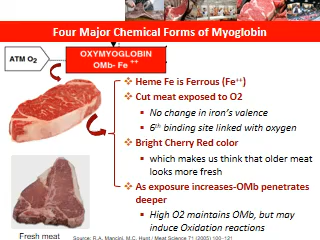 Four Major Chemical Forms of Myoglobin
ATM O2
OXYMYOGLOBIN
OMb- Fe ++
Heme Fe is Ferrous (Fe++)
Cut meat exposed to O2
No change in iron's valence
6th binding site linked with oxygen
Bright Cherry Red color
which makes us think that older meat
looks more fresh
As exposure increases-OMb penetrates
deeper
High O2 maintains OMb, but may
induce Oxidation reactions
Fresh meat
Source: R.A. Mancini, M.C. Hunt / Meat Science 71 (2005) 100–121